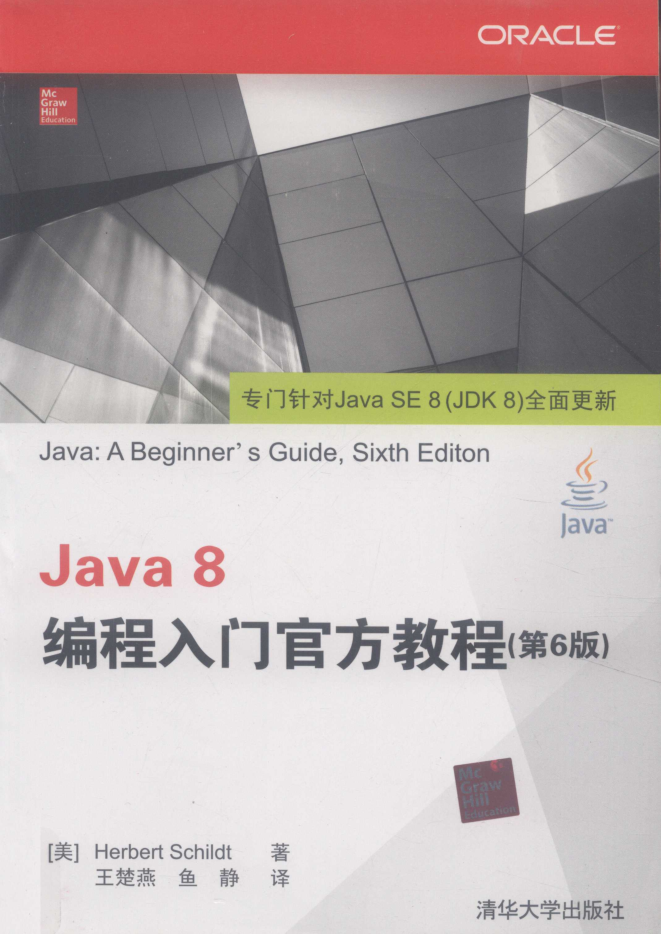 ORACLE
Mc
Graw
Hill
Education
专门针对Java SE 8 (JDK 8)全面更新
Java: A Beginner’s Guide, Sixth Editon
Java™
Java 8
编程入门官方教程(第6版)
Mc
Graw
Hill
Education
[美] Herbert Schildt 著
王楚燕 鱼 静 译
清华大学出版社